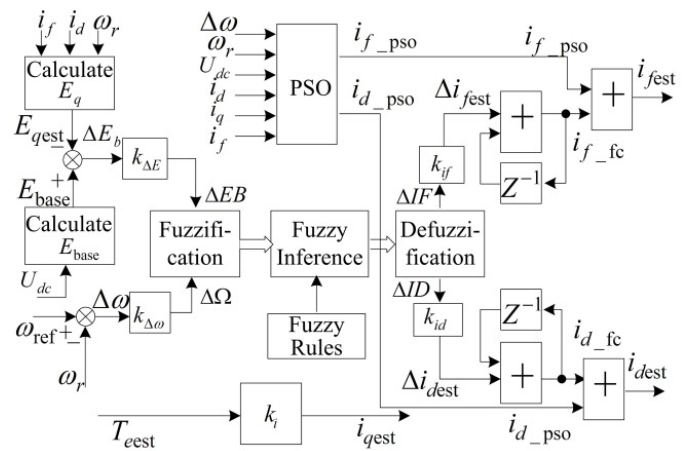 i_f i_d ω_r
Calculate
E_q
E_qest
−
ΔE_b
k_ΔE
E_base
+
Calculate
E_base
U_dc
Δω
ω_ref
+
−
k_Δω
ω_r
Δω
ω_r
U_dc
i_d
i_q
i_f
PSO
i_f_pso
i_d_pso
ΔEB
Fuzzifi-
cation
ΔΩ
Fuzzy
Inference
Fuzzy
Rules
Defuzzi-
ification
ΔIF
k_if
Δi_fest
+
Z^-1
i_f_pso
i_f_fc
+
i_fest
ΔID
k_id
Δi_dest
Z^-1
+
i_d_fc
+
i_dest
i_d_pso
T_eest
k_i
i_qest